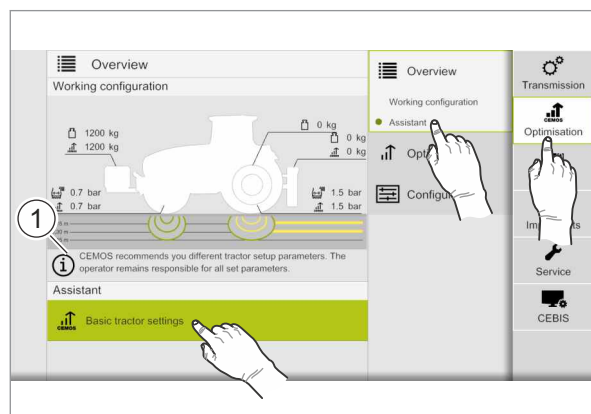 Overview
Working configuration
1200 kg
1200 kg
0 kg
0 kg
0 kg
0.7 bar
0.7 bar
1.5 bar
1.5 bar
1
i
CEMOS recommends you different tractor setup parameters. The
operator remains responsible for all set parameters.
Assistant
CEMOS
Basic tractor settings
Overview
Working configuration
Assistant
Transmission
CEMOS
Optimisation
Service
CEBIS